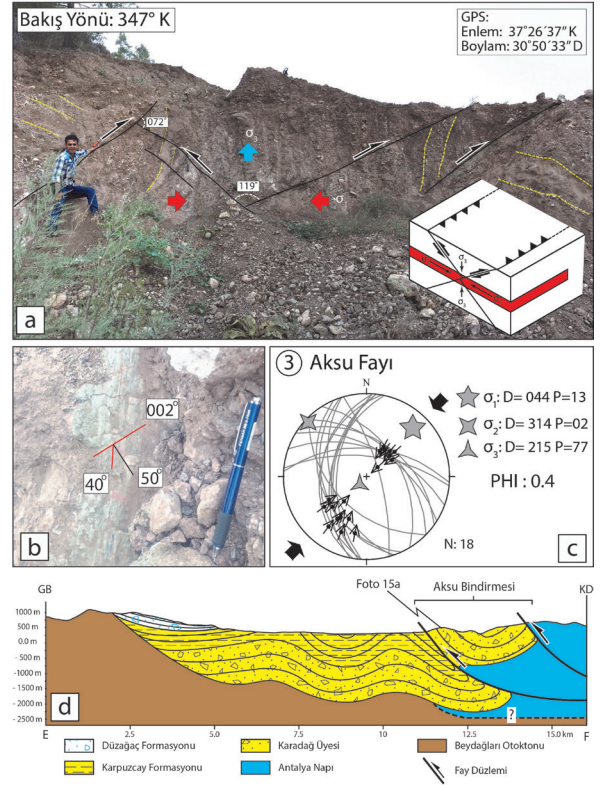 Bakış Yönü: 347° K
GPS:
Enlem: 37°26´37˝K
Boylam: 30°50´33˝D
072°
σ3
119°
σ
σ3
σ3
a
002°
40°
50°
b
3 Aksu Fayı
N
σ1: D= 044 P=13
σ2: D= 314 P=02
σ3: D= 215 P=77
PHI : 0.4
N: 18
c
Foto 15a
Aksu Bindirmesi
GB
KD
1000 m
500 m
0.0 m
- 500 m
- 1000 m
- 1500 m
- 2000 m
- 2500 m
d
?
E
2.5
5.0
7.5
10
12.5
15.0 km
F
Düzağaç Formasyonu
Karadağ Üyesi
Beydağları Otoktonu
Karpuzcay Formasyonu
Antalya Napı
Fay Düzlemi